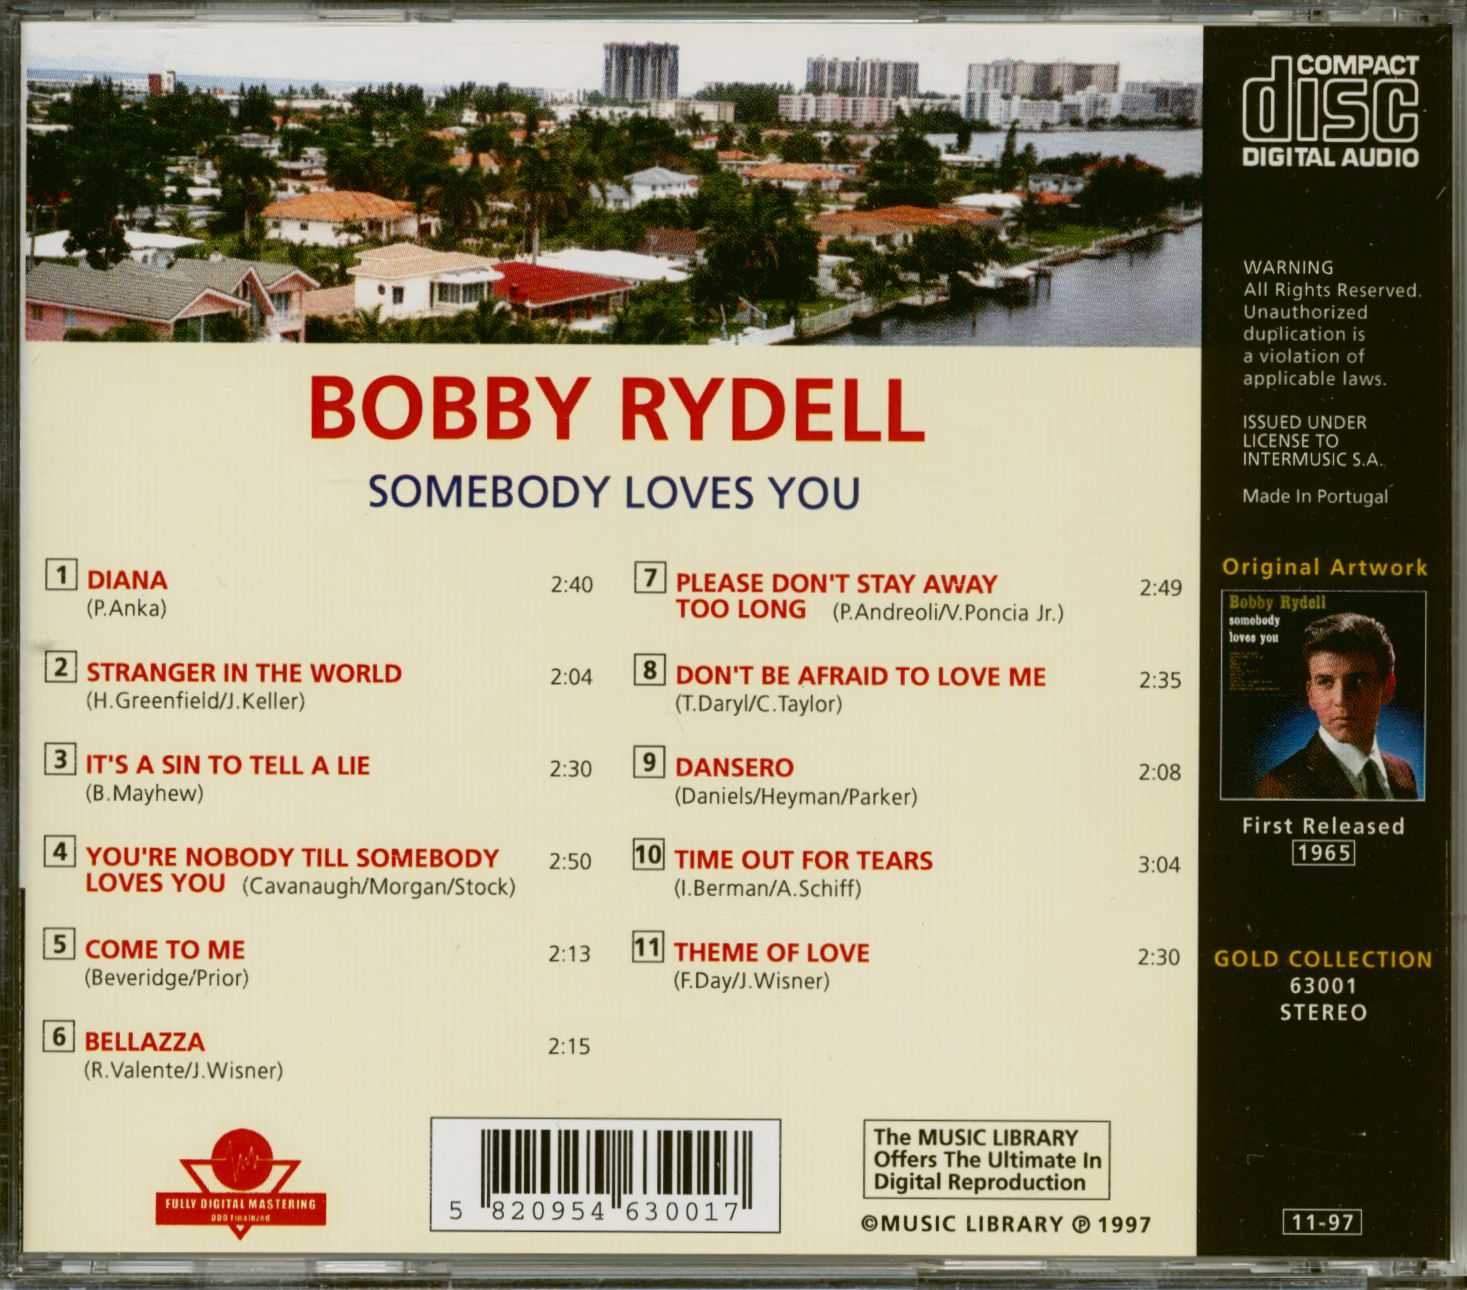 COMPACT
disc
DIGITAL AUDIO
WARNING
All Rights Reserved.
Unauthorized
duplication is
a violation of
applicable laws.
ISSUED UNDER
LICENSE TO
INTERMUSIC S.A.
Made In Portugal
Original Artwork
Bobby Rydell
somebody
loves you
First Released
1965
GOLD COLLECTION
63001
STEREO
11-97
BOBBY RYDELL
SOMEBODY LOVES YOU
1 DIANA 2:40
(P.Anka)
2 STRANGER IN THE WORLD 2:04
(H.Greenfield/J.Keller)
3 IT'S A SIN TO TELL A LIE 2:30
(B.Mayhew)
4 YOU'RE NOBODY TILL SOMEBODY 2:50
LOVES YOU (Cavanaugh/Morgan/Stock)
5 COME TO ME 2:13
(Beveridge/Prior)
6 BELLAZZA 2:15
(R.Valente/J.Wisner)
7 PLEASE DON'T STAY AWAY 2:49
TOO LONG (P.Andreoli/V.Poncia Jr.)
8 DON'T BE AFRAID TO LOVE ME 2:35
(T.Daryl/C.Taylor)
9 DANSERO 2:08
(Daniels/Heyman/Parker)
10 TIME OUT FOR TEARS 3:04
(I.Berman/A.Schiff)
11 THEME OF LOVE 2:30
(F.Day/J.Wisner)
FULLY DIGITAL MASTERING
DDD Finalized
5 820954 630017
The MUSIC LIBRARY
Offers The Ultimate In
Digital Reproduction
©MUSIC LIBRARY ℗ 1997